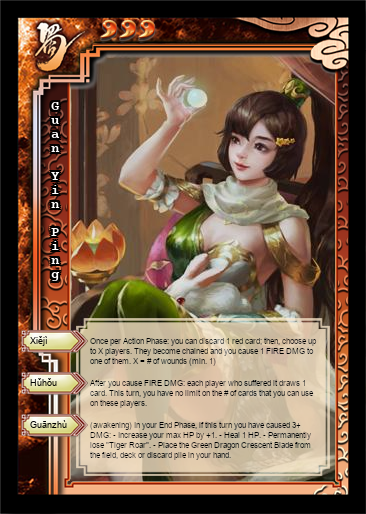 蜀
Guan Yin Ping
Xiějì
Once per Action Phase: you can discard 1 red card; then, choose up
to X players. They become chained and you cause 1 FIRE DMG to
one of them. X = # of wounds (min. 1)
Hǔhǒu
After you cause FIRE DMG: each player who suffered it draws 1
card. This turn, you have no limit on the # of cards that you can use
on these players.
Guānzhù
(awakening) In your End Phase, if this turn you have caused 3+
DMG: - Increase your max HP by +1. - Heal 1 HP. - Permanently
lose "Tiger Roar". - Place the Green Dragon Crescent Blade from
the field, deck or discard pile in your hand.